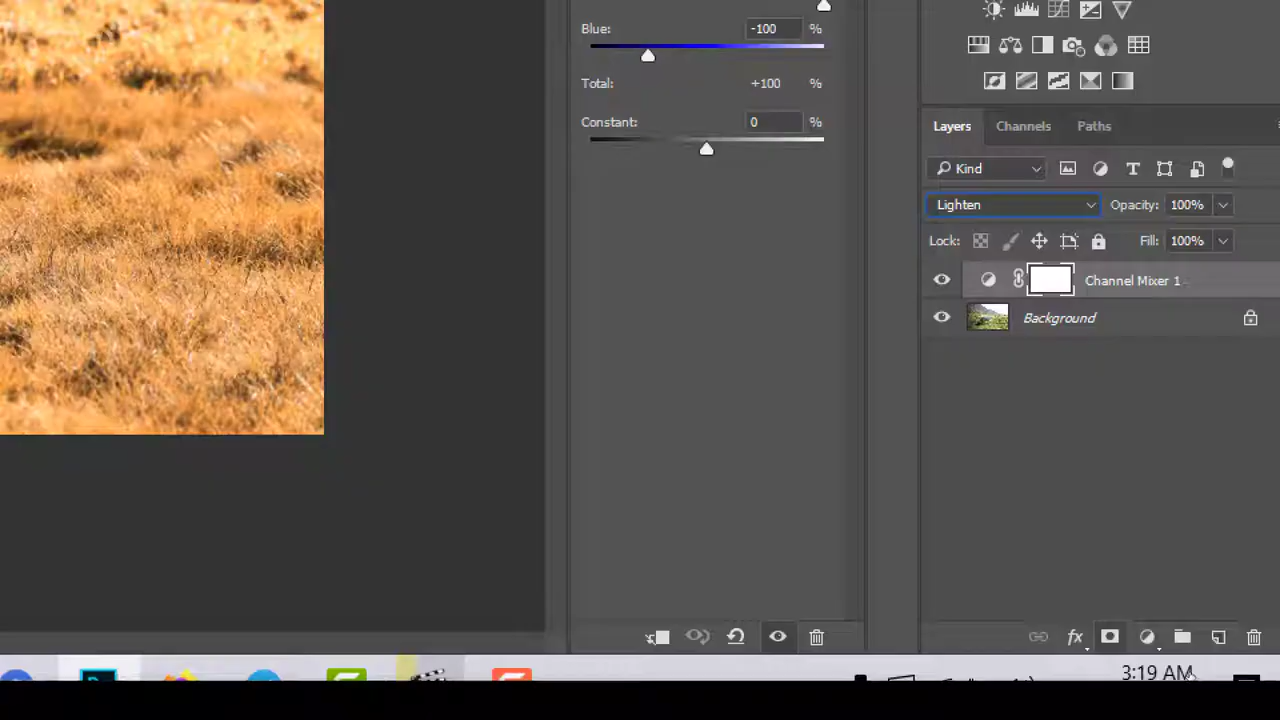 Blue: -100 %
Total: +100 %
Constant: 0 %
Layers Channels Paths
Kind
Lighten Opacity: 100%
Lock: Fill: 100%
Channel Mixer 1
Background
fx
3:19 AM